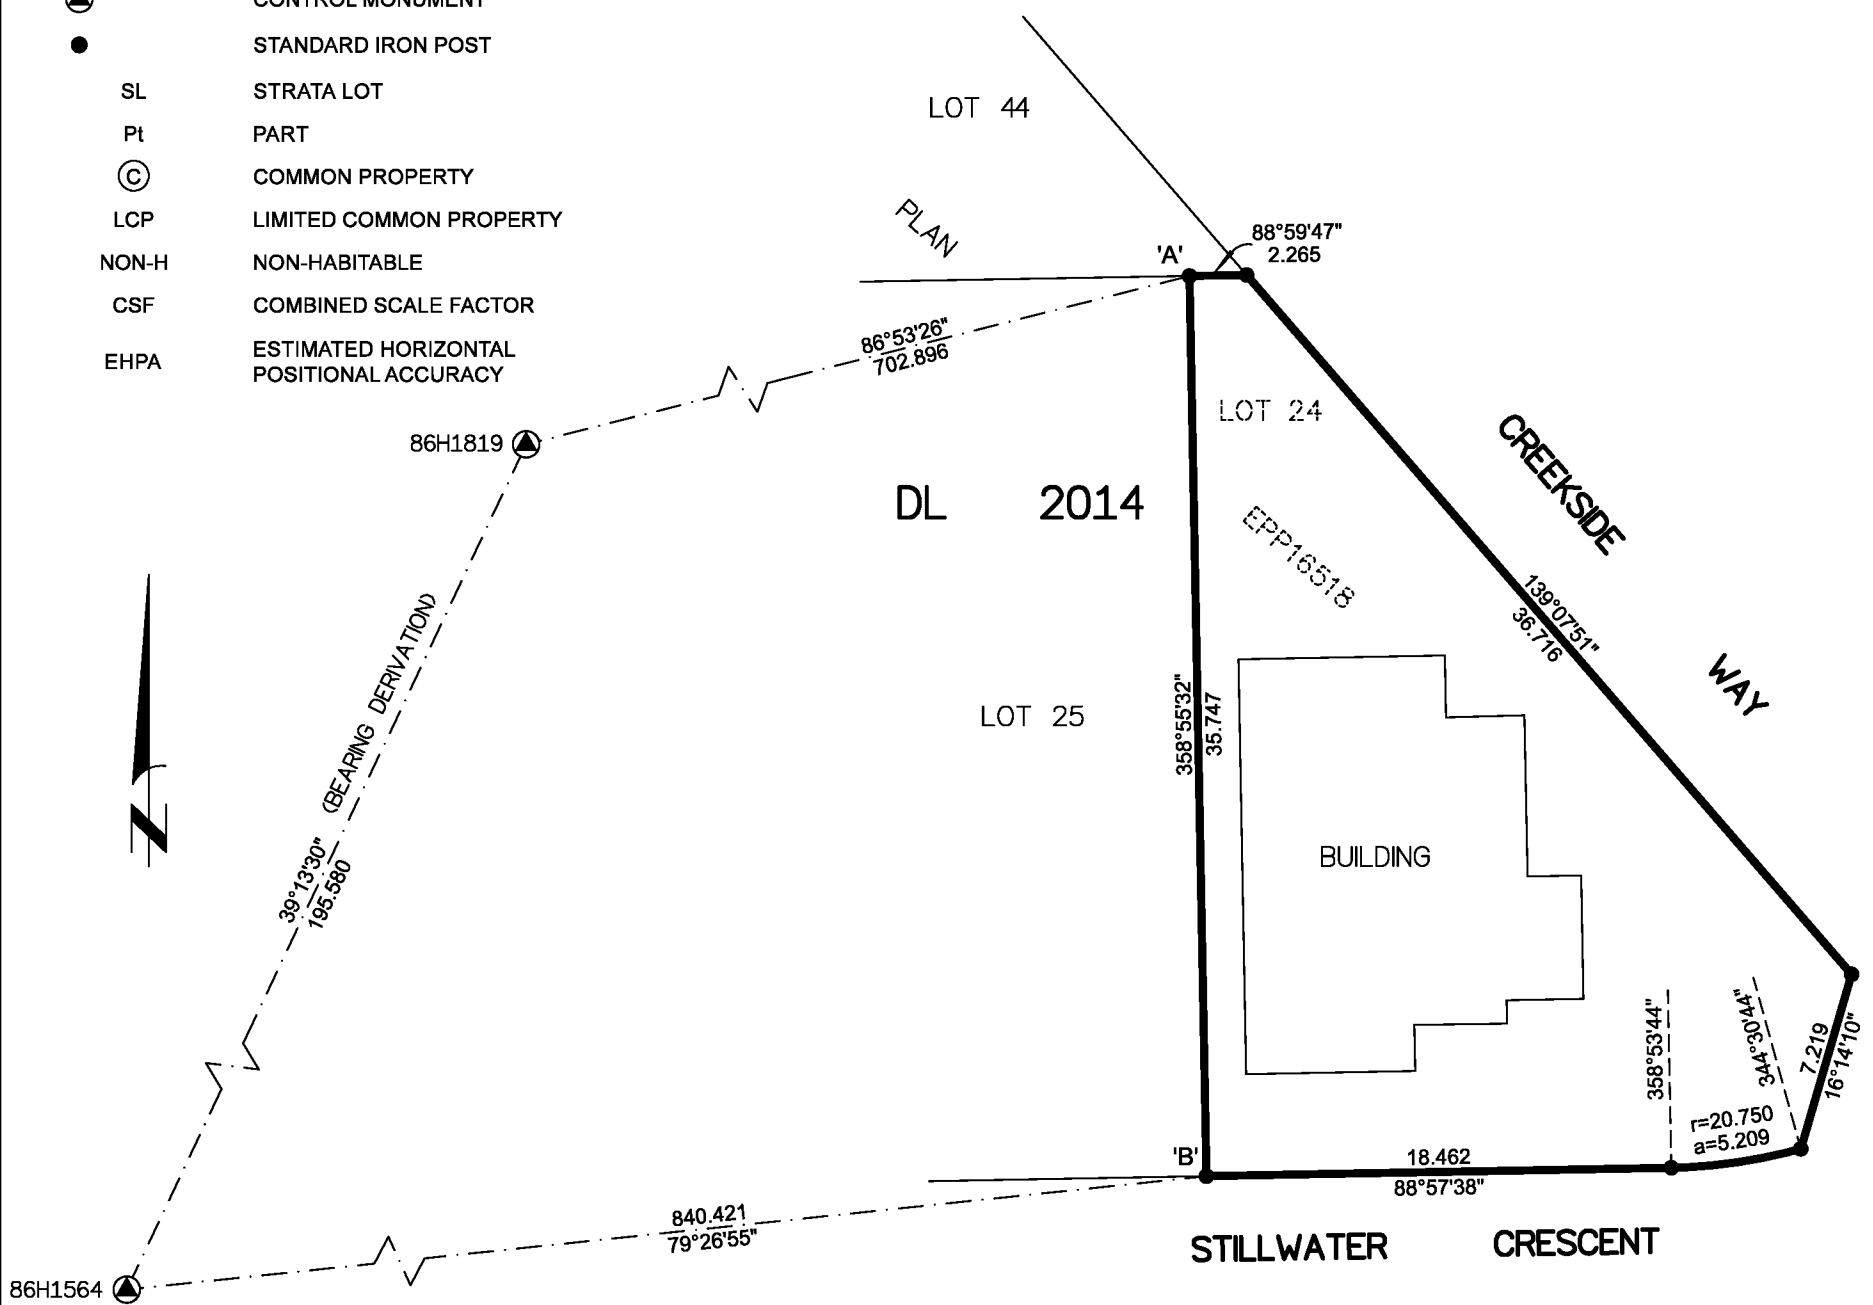 CONTROL MONUMENT
STANDARD IRON POST
SL STRATA LOT
Pt PART
C COMMON PROPERTY
LCP LIMITED COMMON PROPERTY
NON-H NON-HABITABLE
CSF COMBINED SCALE FACTOR
EHPA ESTIMATED HORIZONTAL
POSITIONAL ACCURACY
LOT 44
PLAN
'A'
88°59'47"
2.265
86°53'26"
702.896
86H1819
LOT 24
DL 2014
EPP16518
CREEKSIDE
WAY
139°07'51"
36.716
LOT 25
358°55'32"
35.747
BUILDING
(BEARING DERIVATION)
39°13'30"
195.580
N
358°53'44"
344°30'44"
7.219
16°14'10"
r=20.750
a=5.209
'B'
18.462
88°57'38"
840.421
79°26'55"
STILLWATER CRESCENT
86H1564